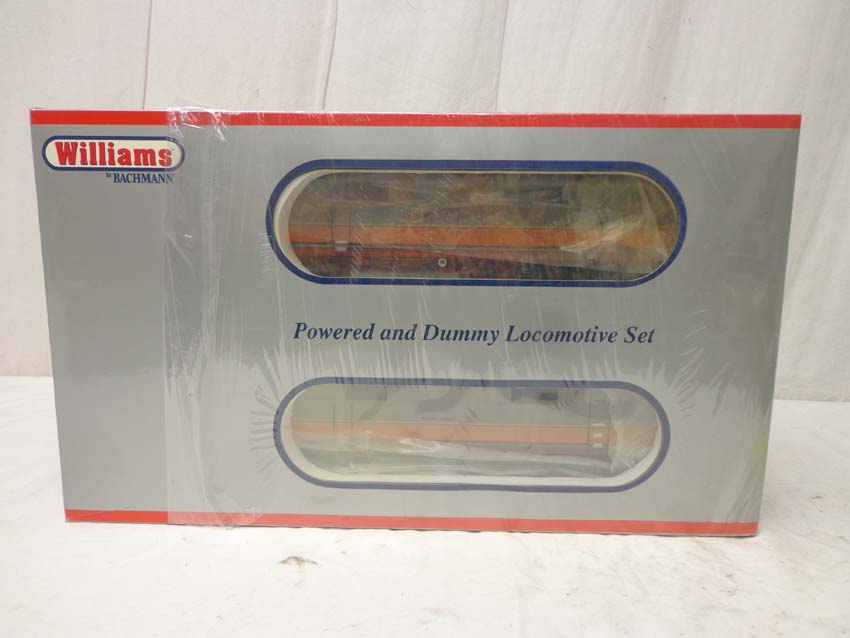 Williams
by BACHMANN
Powered and Dummy Locomotive Set